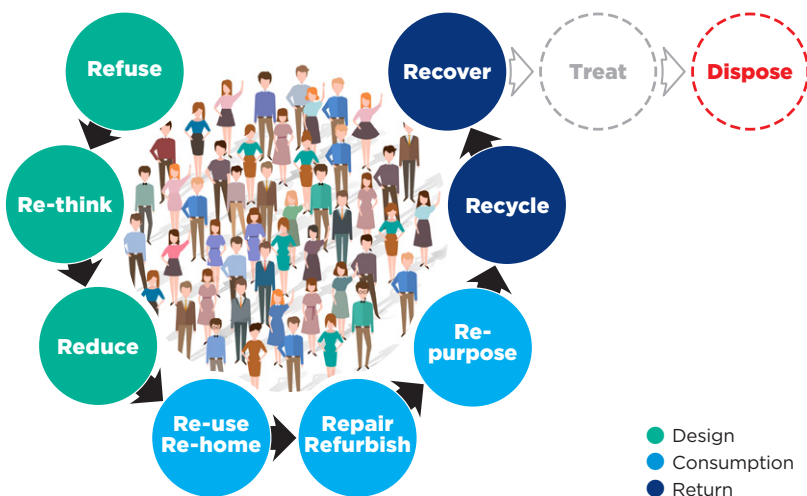 Refuse
Re-think
Reduce
Re-use
Re-home
Repair
Refurbish
Re-
purpose
Recycle
Recover
Treat
Dispose
Design
Consumption
Return